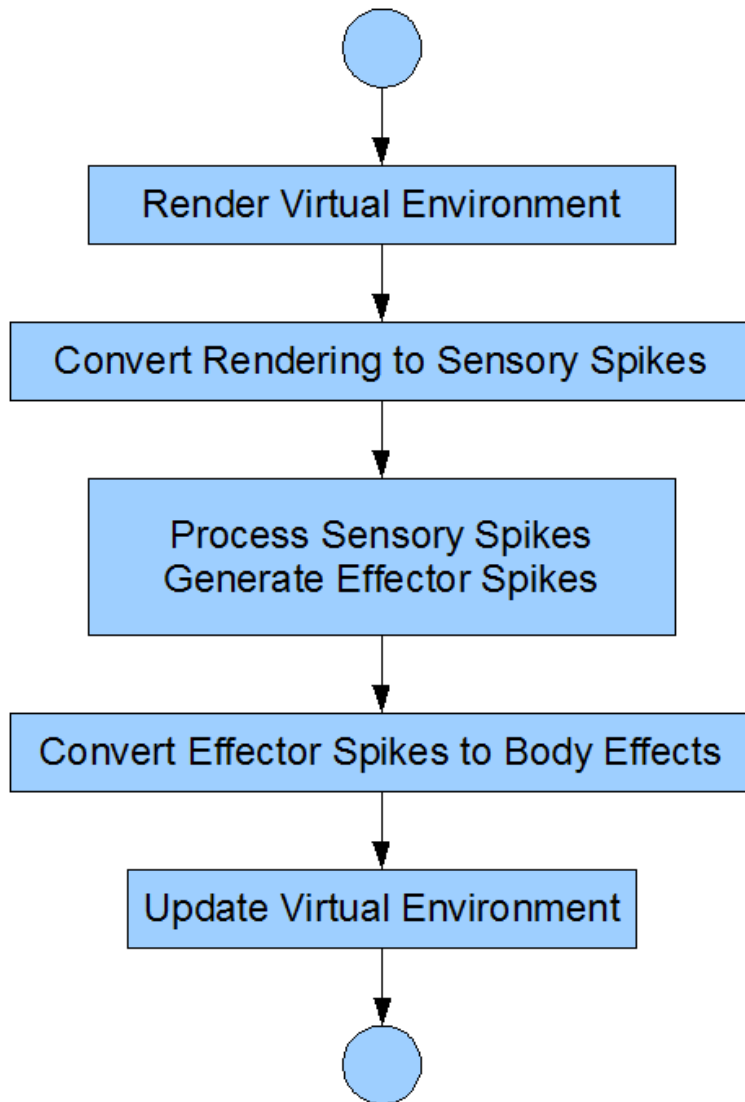 Render Virtual Environment
Convert Rendering to Sensory Spikes
Process Sensory Spikes
Generate Effector Spikes
Convert Effector Spikes to Body Effects
Update Virtual Environment